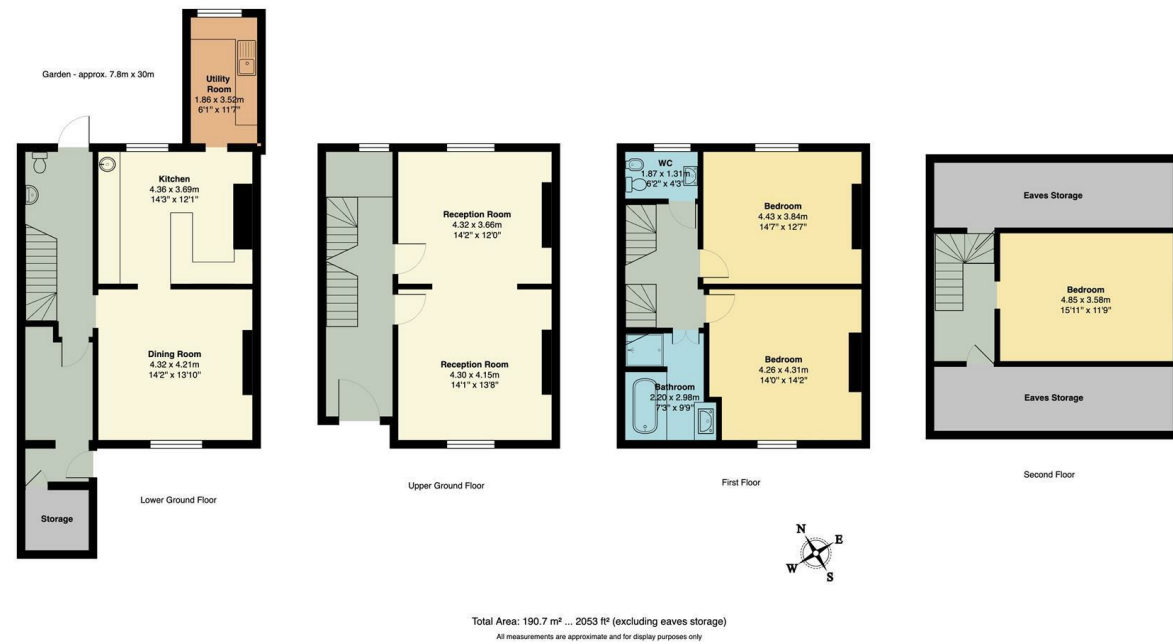 Garden - approx. 7.8m x 30m
Utility
Room
1.86 x 3.52m
6'1" x 11'7"
Kitchen
4.36 x 3.69m
14'3" x 12'1"
Dining Room
4.32 x 4.21m
14'2" x 13'10"
Storage
Lower Ground Floor
Reception Room
4.32 x 3.66m
14'2" x 12'0"
Reception Room
4.30 x 4.15m
14'1" x 13'8"
Upper Ground Floor
WC
1.87 x 1.31m
6'2" x 4'3"
Bedroom
4.43 x 3.84m
14'7" x 12'7"
Bedroom
4.26 x 4.31m
14'0" x 14'2"
Bathroom
2.20 x 2.98m
7'3" x 9'9"
First Floor
Eaves Storage
Bedroom
4.85 x 3.58m
15'11" x 11'9"
Eaves Storage
Second Floor
N
E
W
S
Total Area: 190.7 m² ... 2053 ft² (excluding eaves storage)
All measurements are approximate and for display purposes only